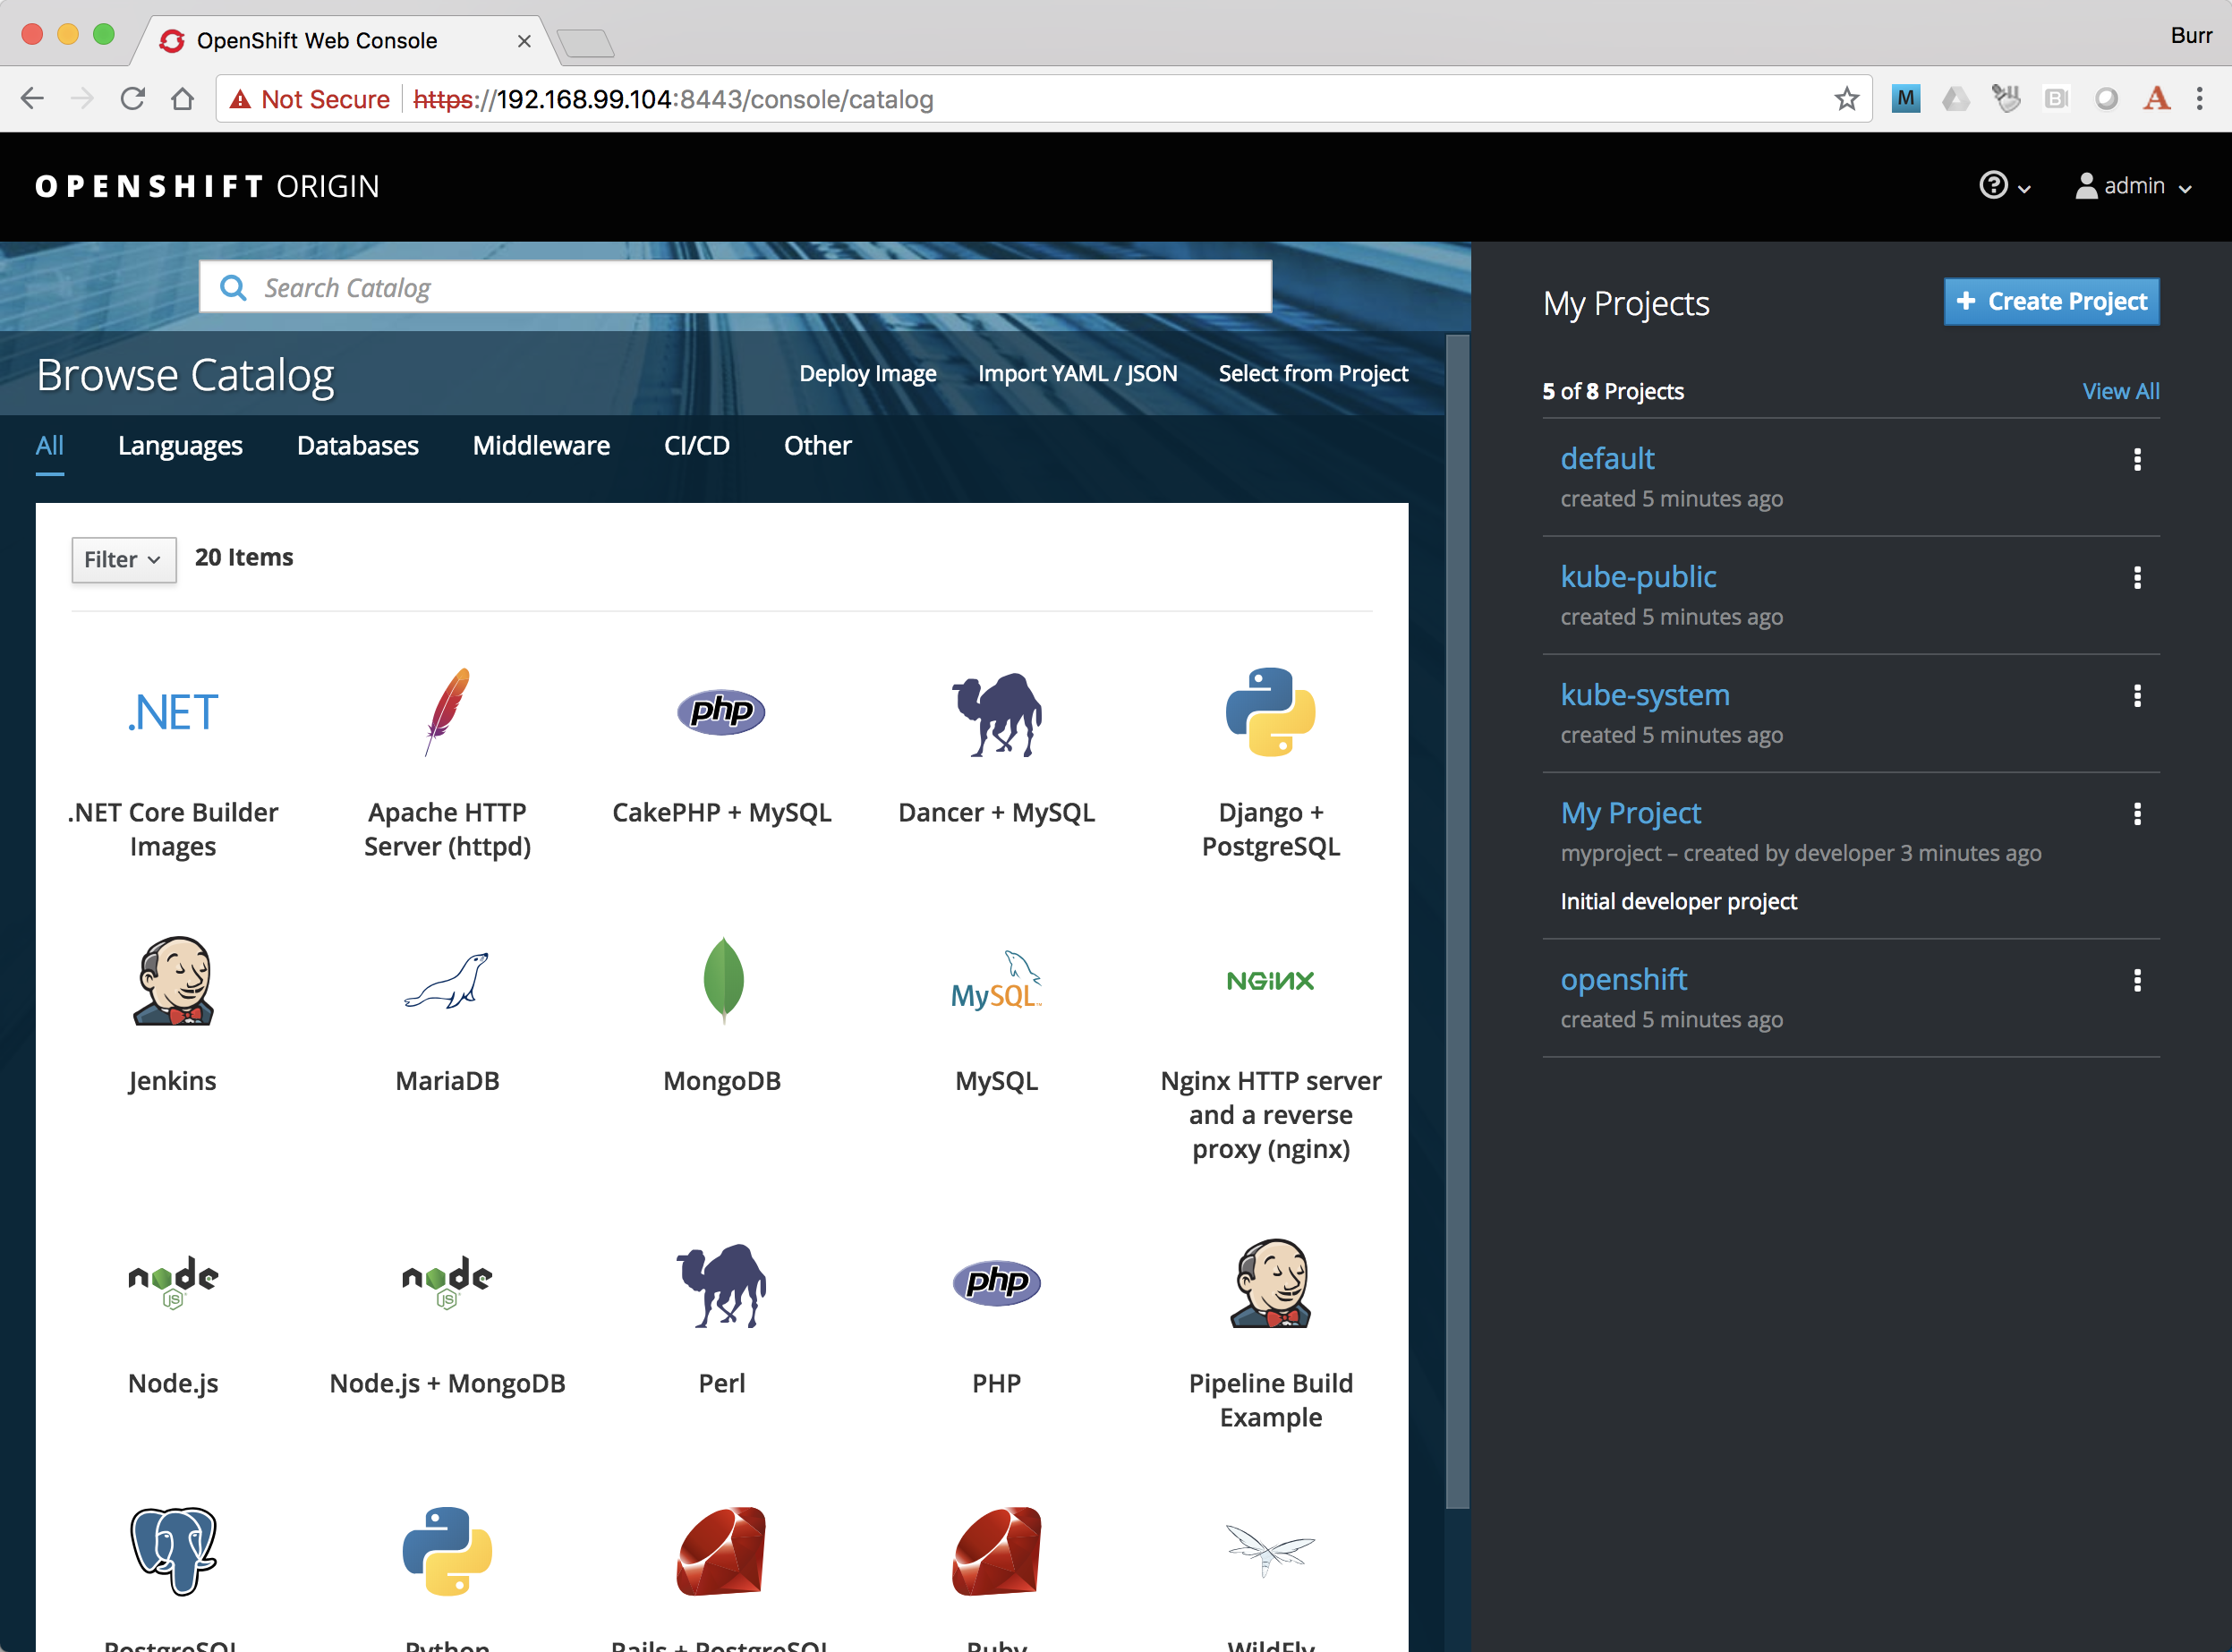 OpenShift Web Console
Burr
Not Secure https://192.168.99.104:8443/console/catalog
M
B
A
OPENSHIFT ORIGIN
admin
Search Catalog
My Projects
Create Project
Browse Catalog
Deploy Image
Import YAML / JSON
Select from Project
5 of 8 Projects
View All
All
Languages
Databases
Middleware
CI/CD
Other
default
created 5 minutes ago
kube-public
created 5 minutes ago
kube-system
created 5 minutes ago
My Project
myproject – created by developer 3 minutes ago
Initial developer project
openshift
created 5 minutes ago
Filter
20 Items
.NET
php
.NET Core Builder
Images
Apache HTTP
Server (httpd)
CakePHP + MySQL
Dancer + MySQL
Django +
PostgreSQL
MySQL™
NGINX
Jenkins
MariaDB
MongoDB
MySQL
Nginx HTTP server
and a reverse
proxy (nginx)
node
JS
node
JS
php
Node.js
Node.js + MongoDB
Perl
PHP
Pipeline Build
Example
PostgreSQL
Python
Rails + PostgreSQL
Ruby
WildFly